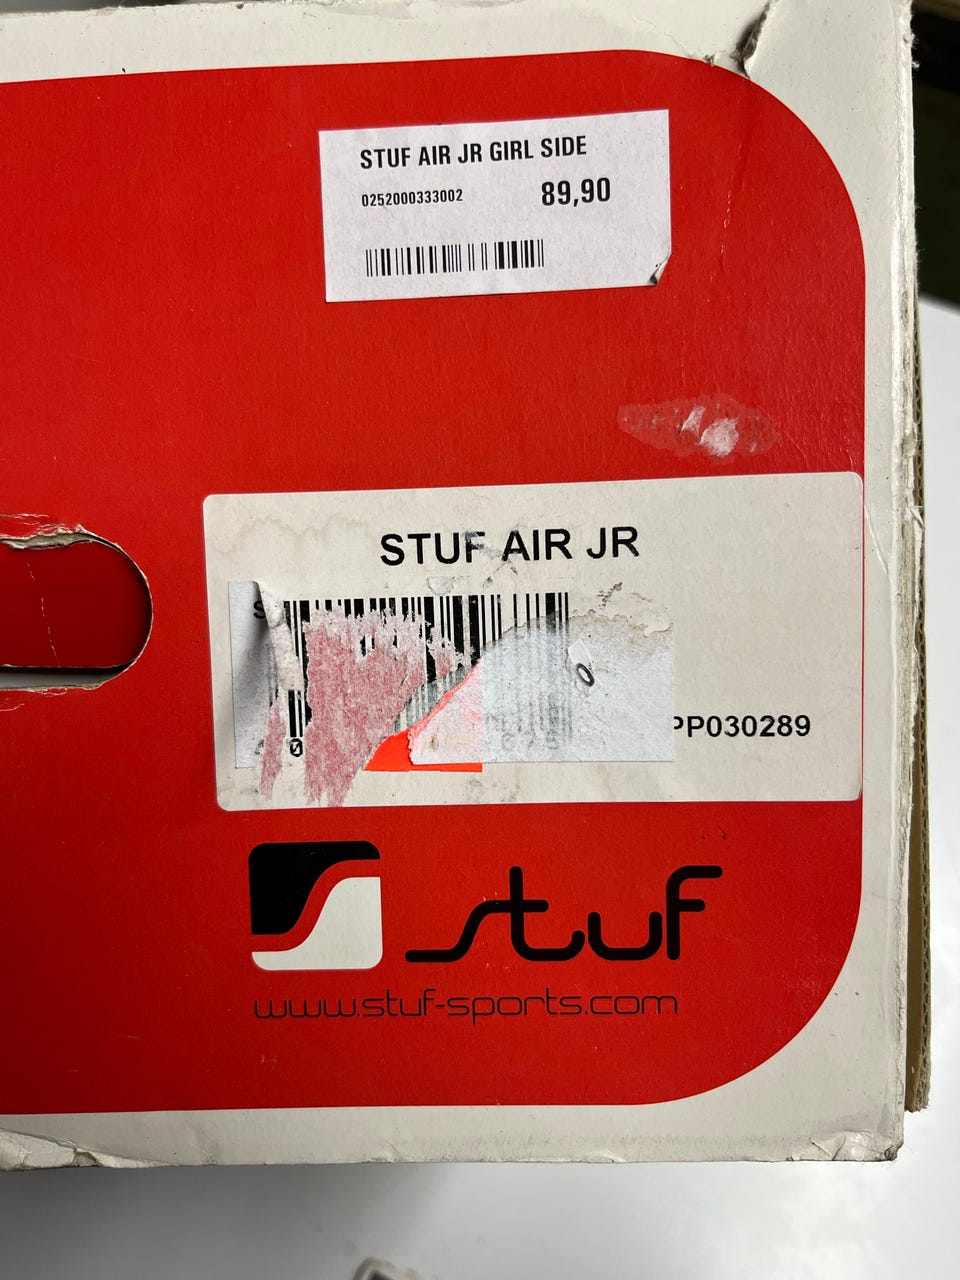 STUF AIR JR GIRL SIDE
0252000333002 89,90
STUF AIR JR
PP030289
stuf
www.stuf-sports.com